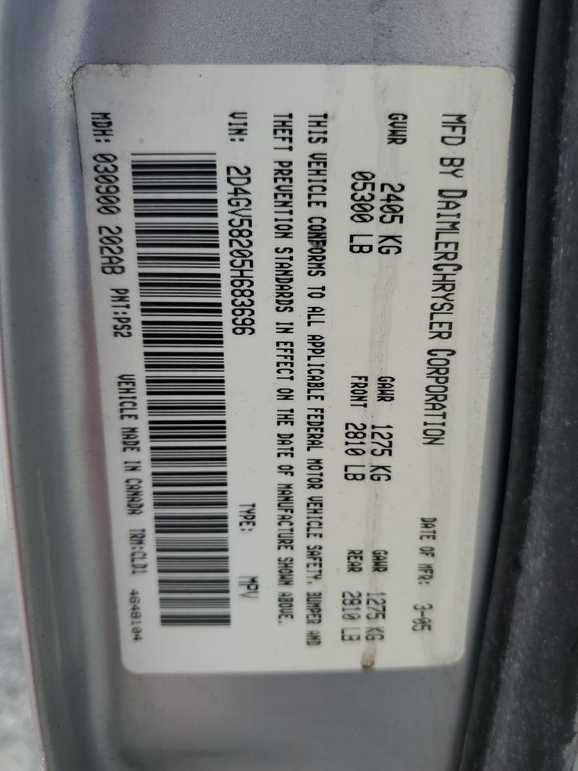 MFD BY DAIMLERCHRYSLER CORPORATION
DATE OF MFR: 3-05
GVWR 2405 KG
05300 LB
GAWR 1275 KG
FRONT 2810 LB
GAWR 1275 KG
REAR 2810 LB
THIS VEHICLE CONFORMS TO ALL APPLICABLE FEDERAL MOTOR VEHICLE SAFETY, BUMPER AND
THEFT PREVENTION STANDARDS IN EFFECT ON THE DATE OF MANUFACTURE SHOWN ABOVE.
VIN: 2D4GV58205H683696 TYPE: MPV
MDH: 030900 202AB PNT:PS2 VEHICLE MADE IN CANADA TRM:CLD1 4648104